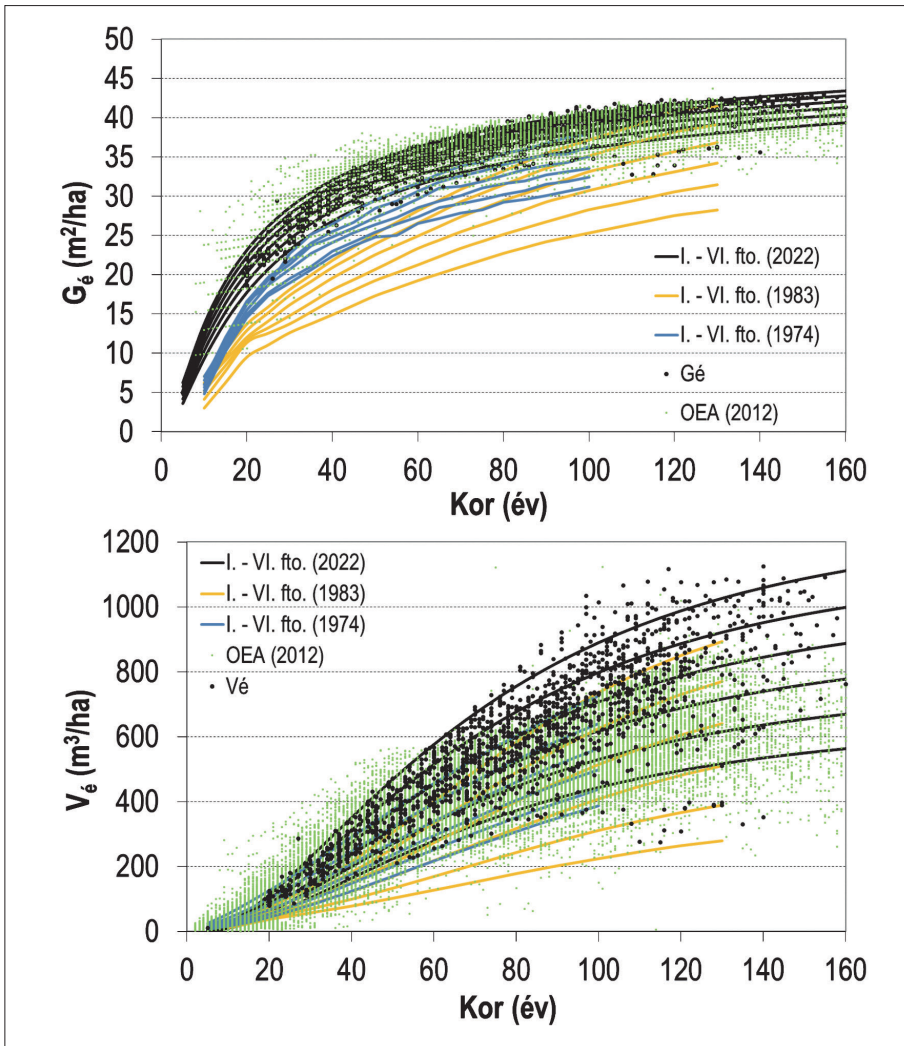 50
45
40
35
30
25
20
15
10
5
0
Gé (m²/ha)
I. - VI. fto. (2022)
I. - VI. fto. (1983)
I. - VI. fto. (1974)
Gé
OEA (2012)
0 20 40 60 80 100 120 140 160
Kor (év)
1200
1000
800
600
400
200
0
Vé (m³/ha)
I. - VI. fto. (2022)
I. - VI. fto. (1983)
I. - VI. fto. (1974)
OEA (2012)
Vé
0 20 40 60 80 100 120 140 160
Kor (év)